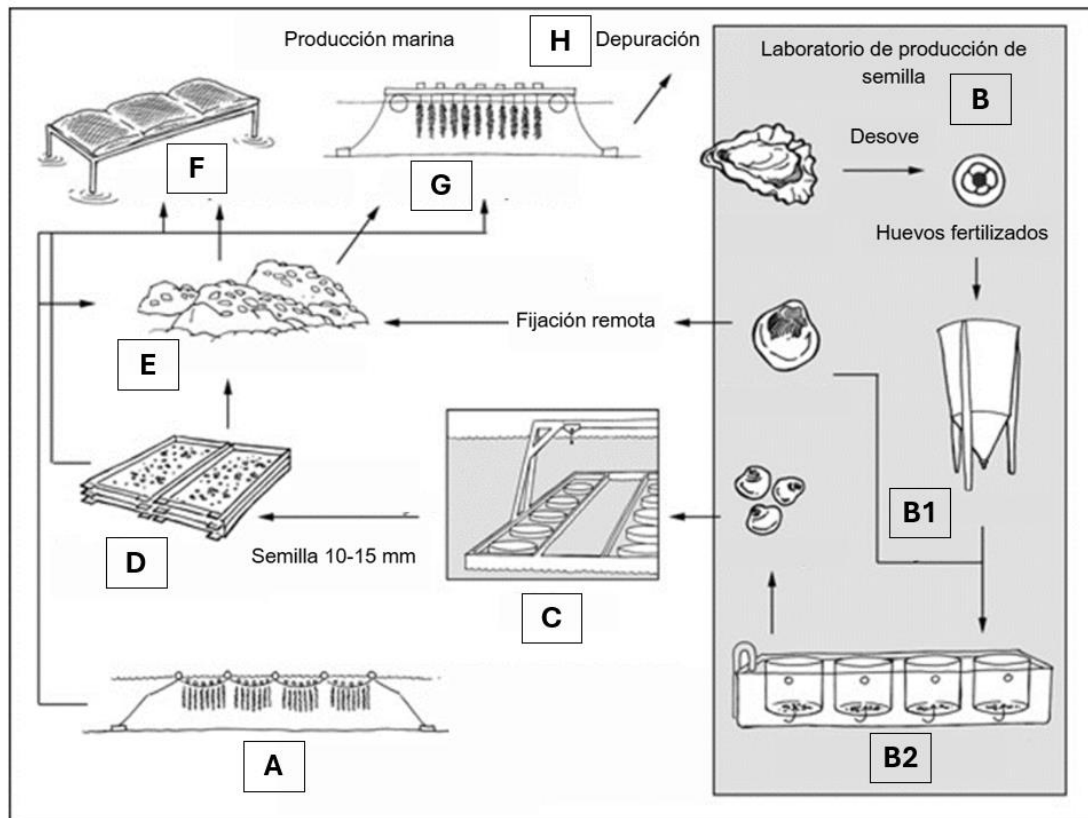 Producción marina
H
Depuración
Laboratorio de producción de
semilla
B
Desove
F
G
Huevos fertilizados
Fijación remota
E
B1
Semilla 10-15 mm
D
C
A
B2